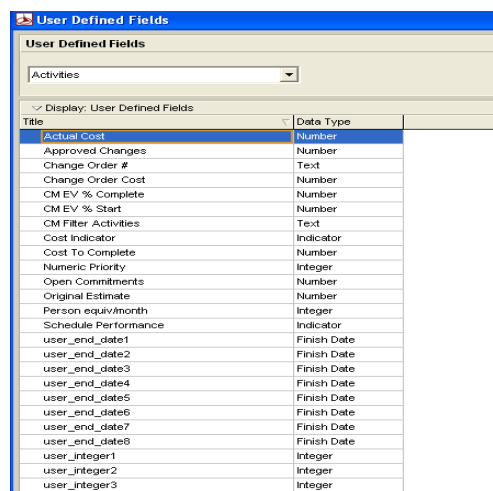 User Defined Fields
User Defined Fields
Activities
Display: User Defined Fields
Title Data Type
Actual Cost Number
Approved Changes Number
Change Order # Text
Change Order Cost Number
CM EV % Complete Number
CM EV % Start Number
CM Filter Activities Text
Cost Indicator Indicator
Cost To Complete Number
Numeric Priority Integer
Open Commitments Number
Original Estimate Number
Person equiv/month Integer
Schedule Performance Indicator
user_end_date1 Finish Date
user_end_date2 Finish Date
user_end_date3 Finish Date
user_end_date4 Finish Date
user_end_date5 Finish Date
user_end_date6 Finish Date
user_end_date7 Finish Date
user_end_date8 Finish Date
user_integer1 Integer
user_integer2 Integer
user_integer3 Integer